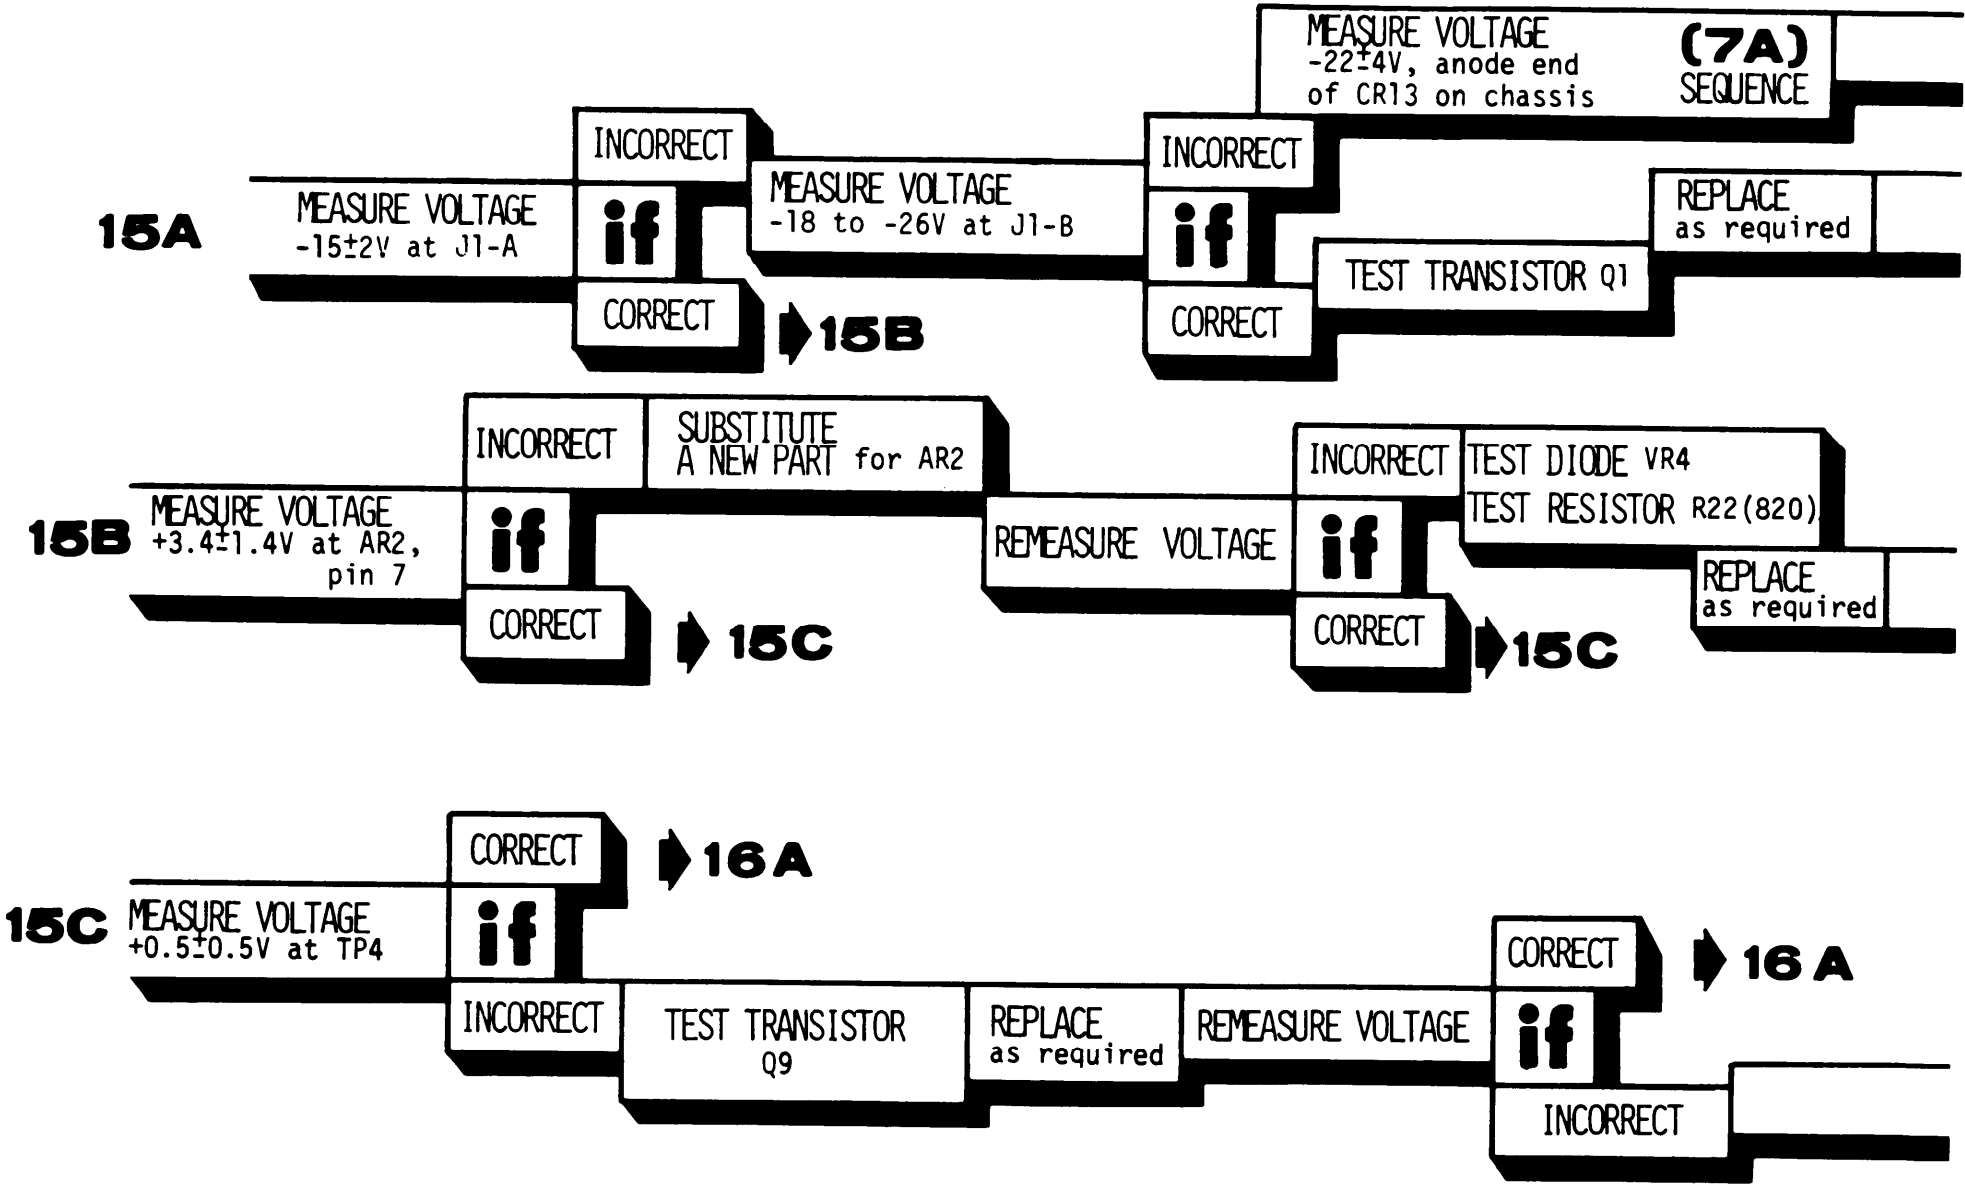 MEASURE VOLTAGE
-22±4V, anode end
of CR13 on chassis
(7A)
SEQUENCE
INCORRECT
INCORRECT
15A
MEASURE VOLTAGE
-15±2V at J1-A
if
MEASURE VOLTAGE
-18 to -26V at J1-B
if
REPLACE
as required
TEST TRANSISTOR Q1
CORRECT
15B
CORRECT
INCORRECT
SUBSTITUTE
A NEW PART for AR2
INCORRECT
TEST DIODE VR4
TEST RESISTOR R22(820)
15B
MEASURE VOLTAGE
+3.4±1.4V at AR2,
pin 7
if
REMEASURE VOLTAGE
if
REPLACE
as required
CORRECT
15C
CORRECT
15C
CORRECT
16A
15C
MEASURE VOLTAGE
+0.5±0.5V at TP4
if
INCORRECT
TEST TRANSISTOR
Q9
REPLACE
as required
REMEASURE VOLTAGE
CORRECT
16A
if
INCORRECT